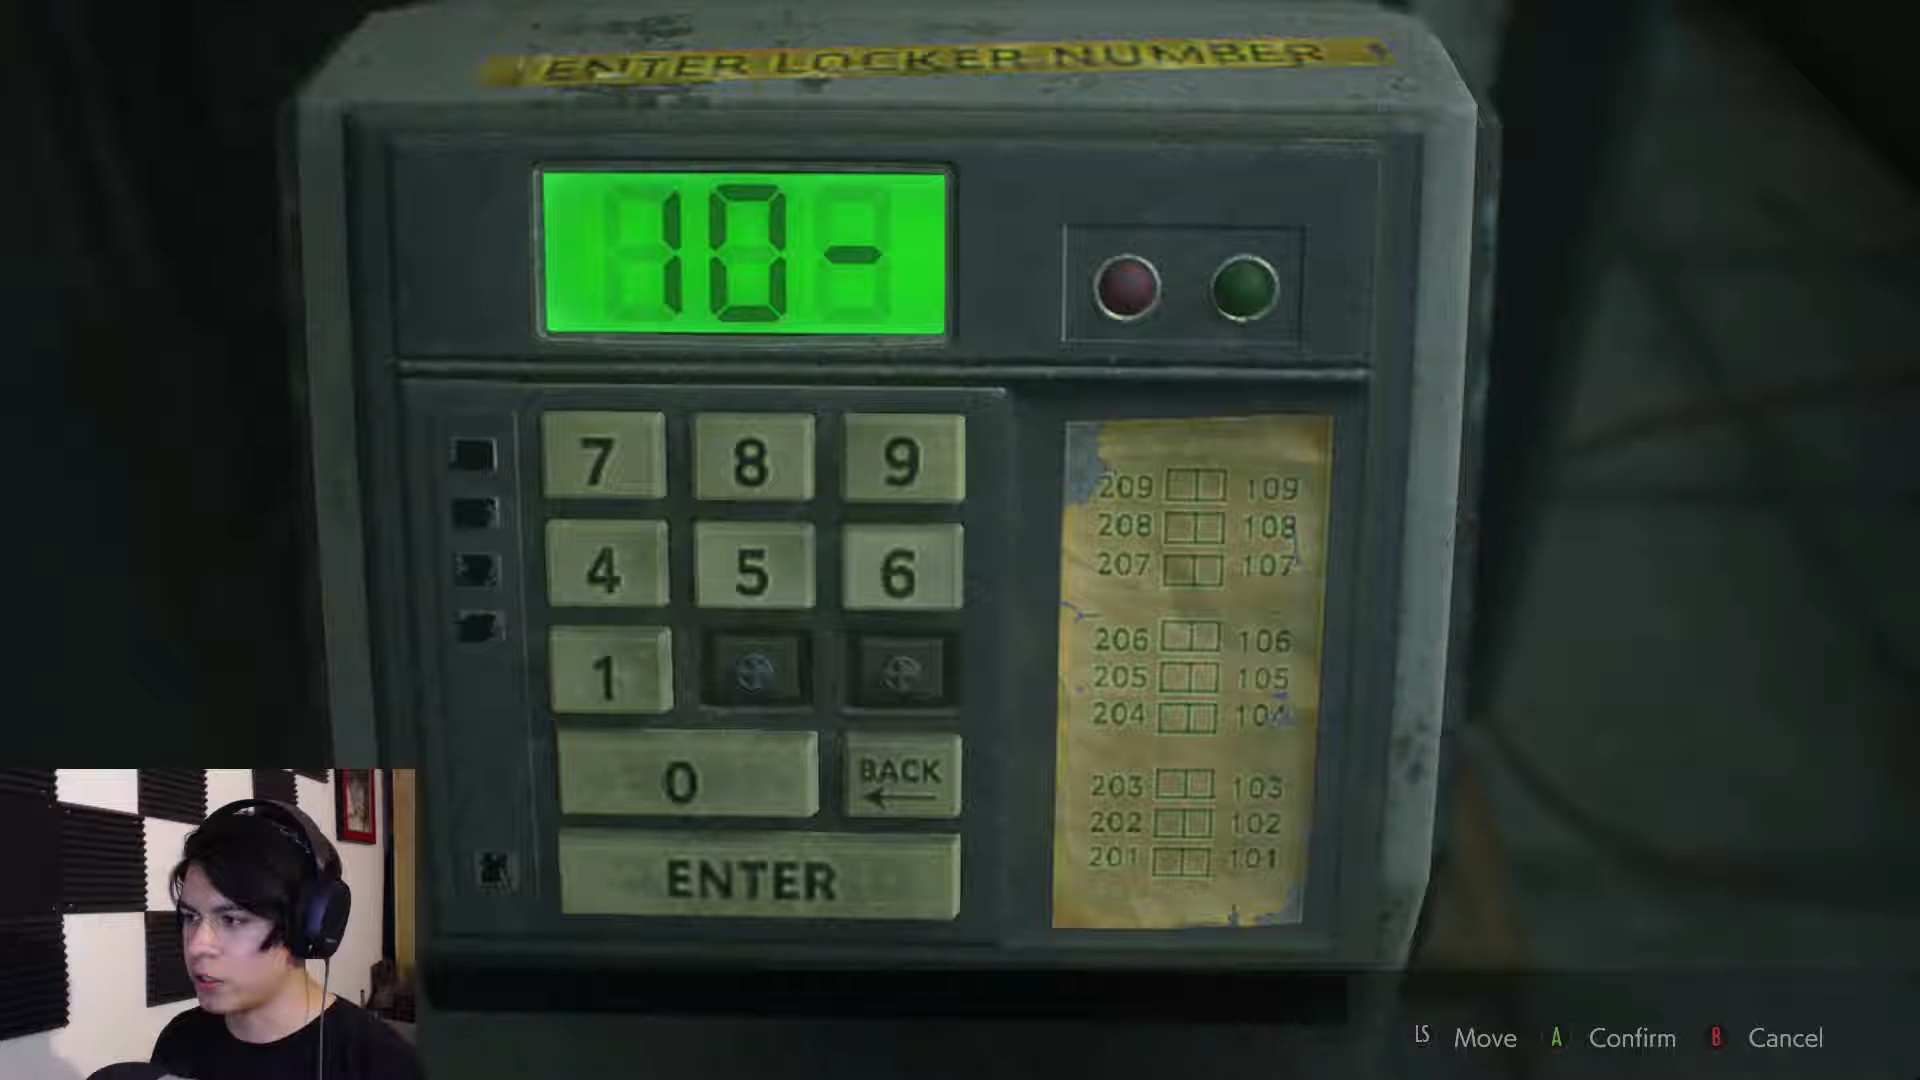 ENTER LOCKER NUMBER
10-
7 8 9
4 5 6
1
0 BACK
ENTER
209 109
208 108
207 107
206 106
205 105
204 104
203 103
202 102
201 101
LS Move A Confirm B Cancel